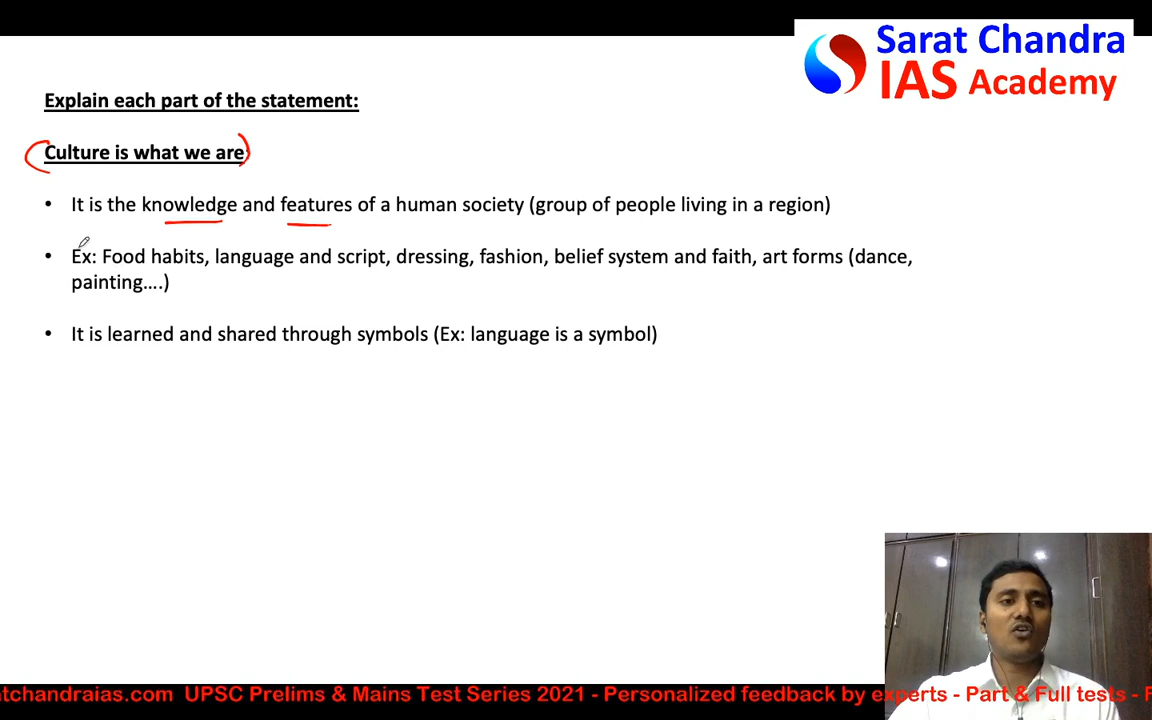 Sarat Chandra
IAS Academy
Explain each part of the statement:
Culture is what we are
• It is the knowledge and features of a human society (group of people living in a region)
• Ex: Food habits, language and script, dressing, fashion, belief system and faith, art forms (dance,
painting….)
• It is learned and shared through symbols (Ex: language is a symbol)
atchandraias.com UPSC Prelims & Mains Test Series 2021 - Personalized feedback by experts - Part & Full tests - F